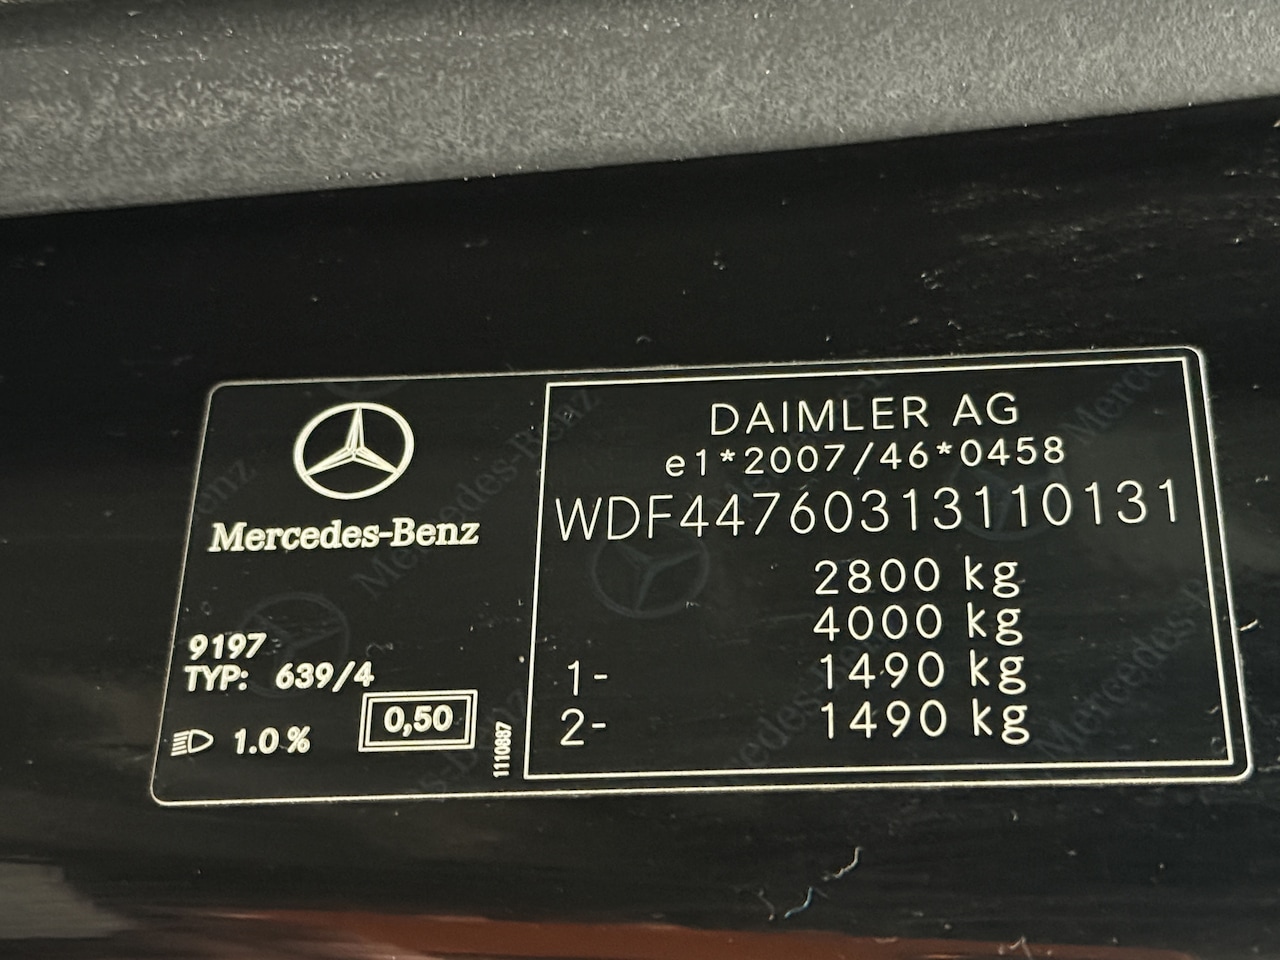 Mercedes-Benz
9197
TYP: 639/4
1.0%
0,50
1110887
DAIMLER AG
e1*2007/46*0458
WDF44760313110131
2800 kg
4000 kg
1- 1490 kg
2- 1490 kg